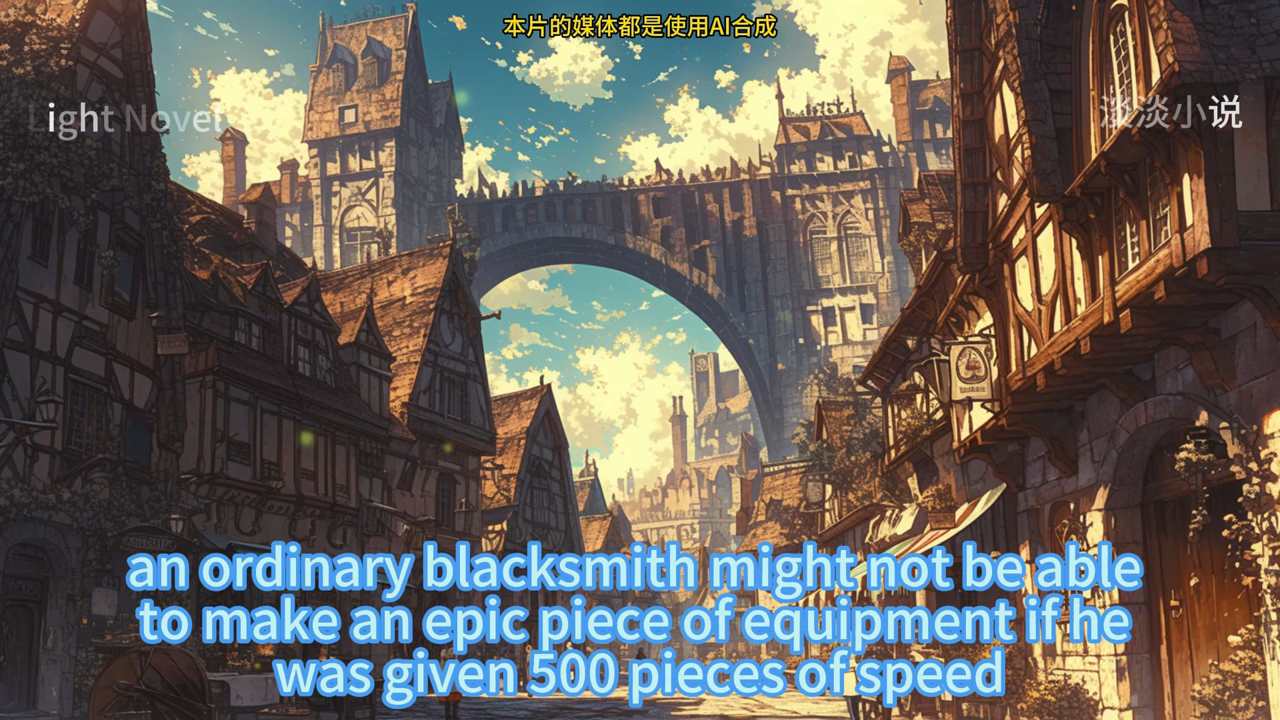 本片的媒体都是使用AI合成
Light Novel
淡淡小说
an ordinary blacksmith might not be able
to make an epic piece of equipment if he
was given 500 pieces of speed